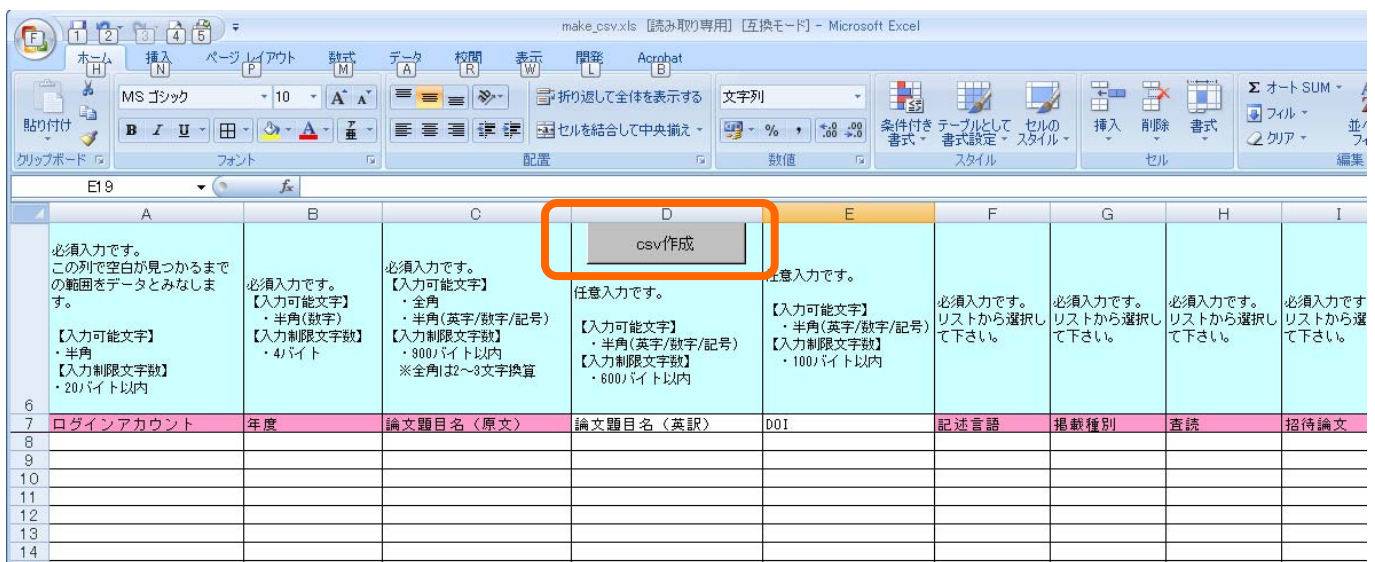 make_csv.xls [読み取り専用] [互換モード] - Microsoft Excel
F
1 2 3 4 5
ホーム 挿入 ページ レイアウト 数式 データ 校閲 表示 開発 Acrobat
H N P M A R W L B
貼り付け
MS ゴシック 10
折り返して全体を表示する
文字列
条件付き書式
テーブルとして書式設定
セルのスタイル
挿入 削除 書式
Σ オート SUM
フィル
クリア
B I U
セルを結合して中央揃え
クリップボード フォント 配置 数値 スタイル セル 編集
E19 fx
A B C D E F G H I
csv作成
必須入力です。
この列で空白が見つかるまで
の範囲をデータとみなしま
す。
【入力可能文字】
・半角
【入力制限文字数】
・20バイト以内
必須入力です。
【入力可能文字】
・半角(数字)
【入力制限文字数】
・4バイト
必須入力です。
【入力可能文字】
・全角
・半角(英字/数字/記号)
【入力制限文字数】
・900バイト以内
※全角は2～3文字換算
任意入力です。
【入力可能文字】
・半角(英字/数字/記号)
【入力制限文字数】
・600バイト以内
任意入力です。
【入力可能文字】
・半角(英字/数字/記号)
【入力制限文字数】
・100バイト以内
必須入力です。
リストから選択し
て下さい。
必須入力です。
リストから選択し
て下さい。
必須入力です。
リストから選択し
て下さい。
必須入力です
リストから選
て下さい。
6
7 ログインアカウント 年度 論文題目名（原文） 論文題目名（英訳） DOI 記述言語 掲載種別 査読 招待論文
8
9
10
11
12
13
14